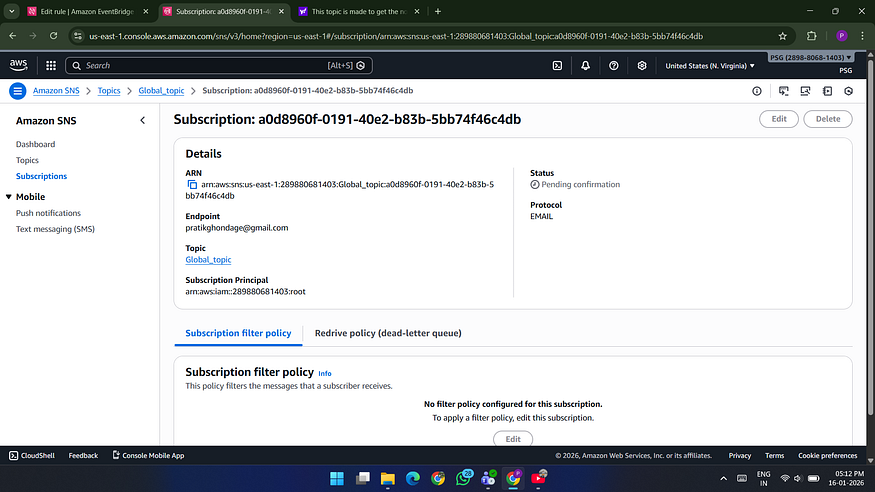 Edit rule | Amazon EventBridge
Subscription: a0d8960f-0191-4
This topic is made to get the no
us-east-1.console.aws.amazon.com/sns/v3/home?region=us-east-1#/subscription/arn:aws:sns:us-east-1:289880681403:Global_topic:a0d8960f-0191-40e2-b83b-5bb74f46c4db
P
aws
Search
[Alt+S]
United States (N. Virginia)
PSG (2898-8068-1403)
PSG
Amazon SNS > Topics > Global_topic > Subscription: a0d8960f-0191-40e2-b83b-5bb74f46c4db
Amazon SNS
Dashboard
Topics
Subscriptions
Mobile
Push notifications
Text messaging (SMS)
Subscription: a0d8960f-0191-40e2-b83b-5bb74f46c4db
Edit
Delete
Details
ARN
arn:aws:sns:us-east-1:289880681403:Global_topic:a0d8960f-0191-40e2-b83b-5
bb74f46c4db
Endpoint
pratikghondage@gmail.com
Topic
Global_topic
Subscription Principal
arn:aws:iam::289880681403:root
Status
Pending confirmation
Protocol
EMAIL
Subscription filter policy
Redrive policy (dead-letter queue)
Subscription filter policy Info
This policy filters the messages that a subscriber receives.
No filter policy configured for this subscription.
To apply a filter policy, edit this subscription.
Edit
CloudShell
Feedback
Console Mobile App
© 2026, Amazon Web Services, Inc. or its affiliates.
Privacy
Terms
Cookie preferences
28
ENG
IN
05:12 PM
16-01-2026